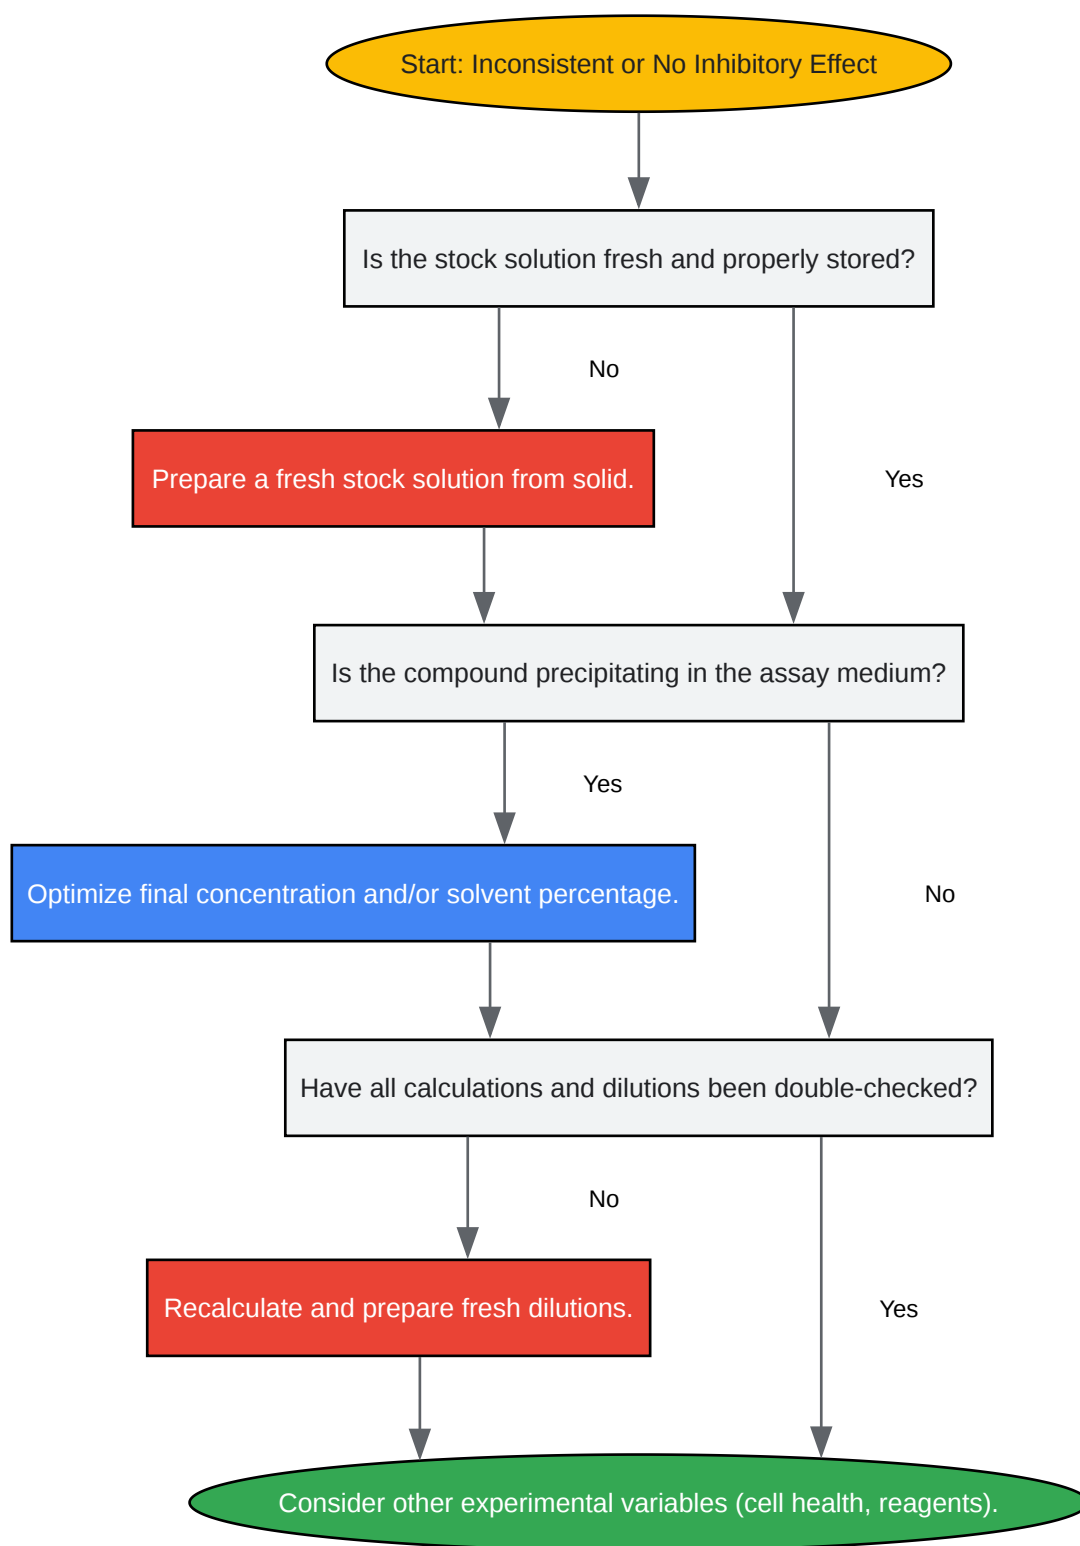 Start: Inconsistent or No Inhibitory Effect
Is the stock solution fresh and properly stored?
No
Prepare a fresh stock solution from solid.
Yes
Is the compound precipitating in the assay medium?
Yes
Optimize final concentration and/or solvent percentage.
No
Have all calculations and dilutions been double-checked?
No
Recalculate and prepare fresh dilutions.
Yes
Consider other experimental variables (cell health, reagents).